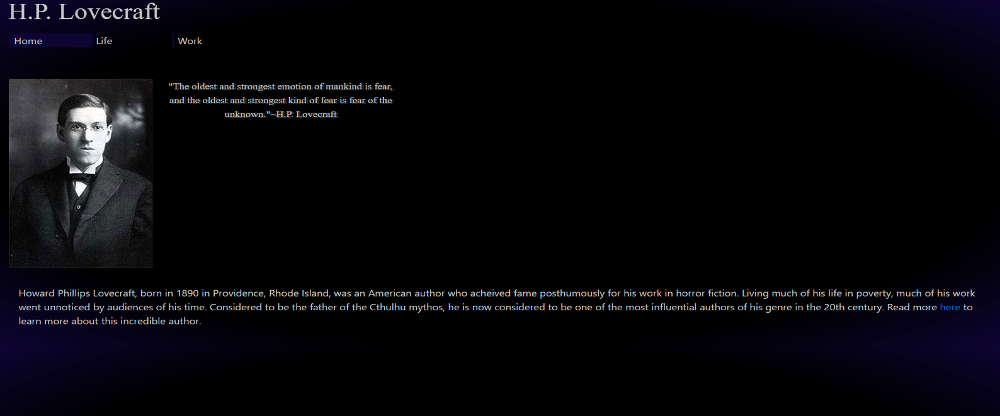 H.P. Lovecraft
Home Life Work
"The oldest and strongest emotion of mankind is fear,
and the oldest and strongest kind of fear is fear of the
unknown."~H.P. Lovecraft
Howard Phillips Lovecraft, born in 1890 in Providence, Rhode Island, was an American author who acheived fame posthumously for his work in horror fiction. Living much of his life in poverty, much of his work
went unnoticed by audiences of his time. Considered to be the father of the Cthulhu mythos, he is now considered to be one of the most influential authors of his genre in the 20th century. Read more here to
learn more about this incredible author.